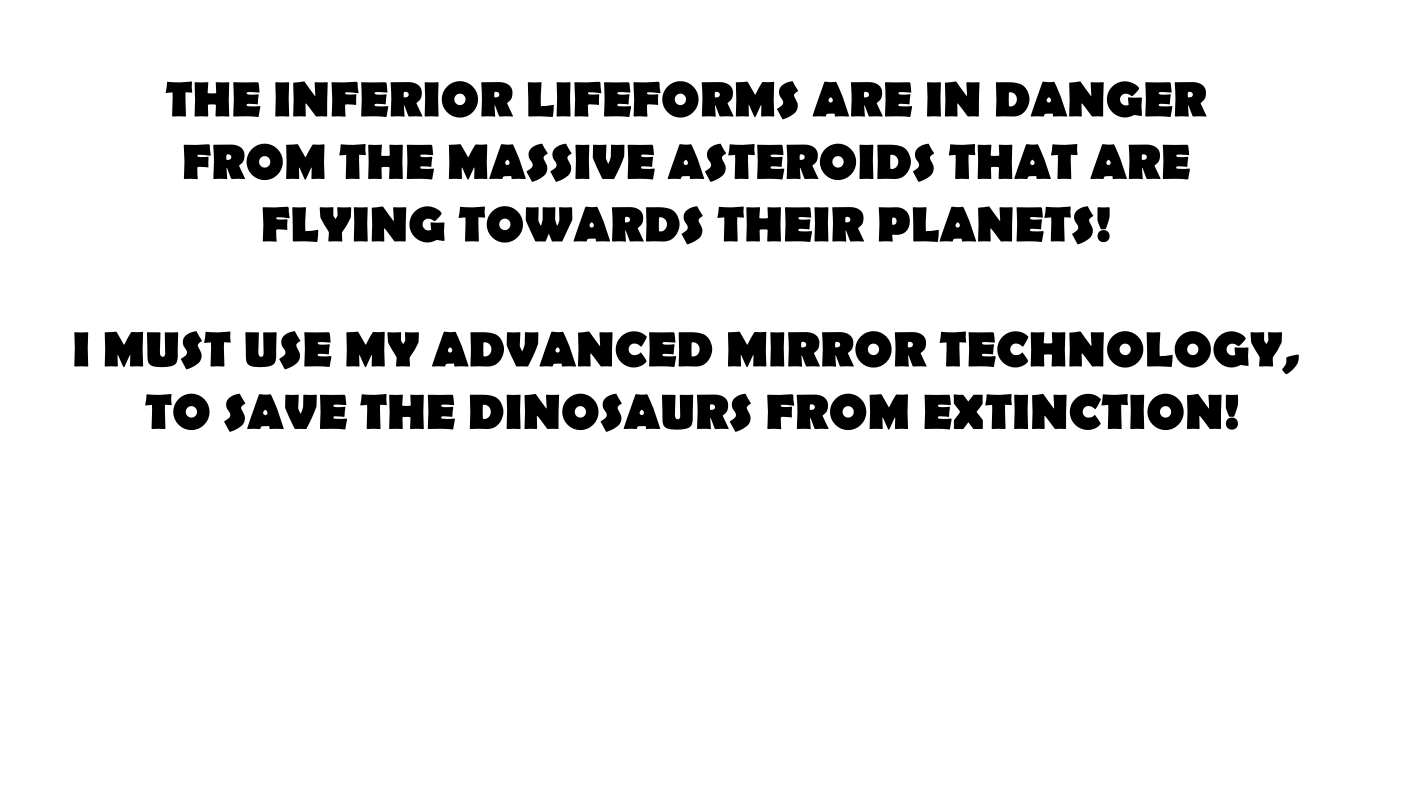 THE INFERIOR LIFEFORMS ARE IN DANGER
FROM THE MASSIVE ASTEROIDS THAT ARE
FLYING TOWARDS THEIR PLANETS!
I MUST USE MY ADVANCED MIRROR TECHNOLOGY,
TO SAVE THE DINOSAURS FROM EXTINCTION!